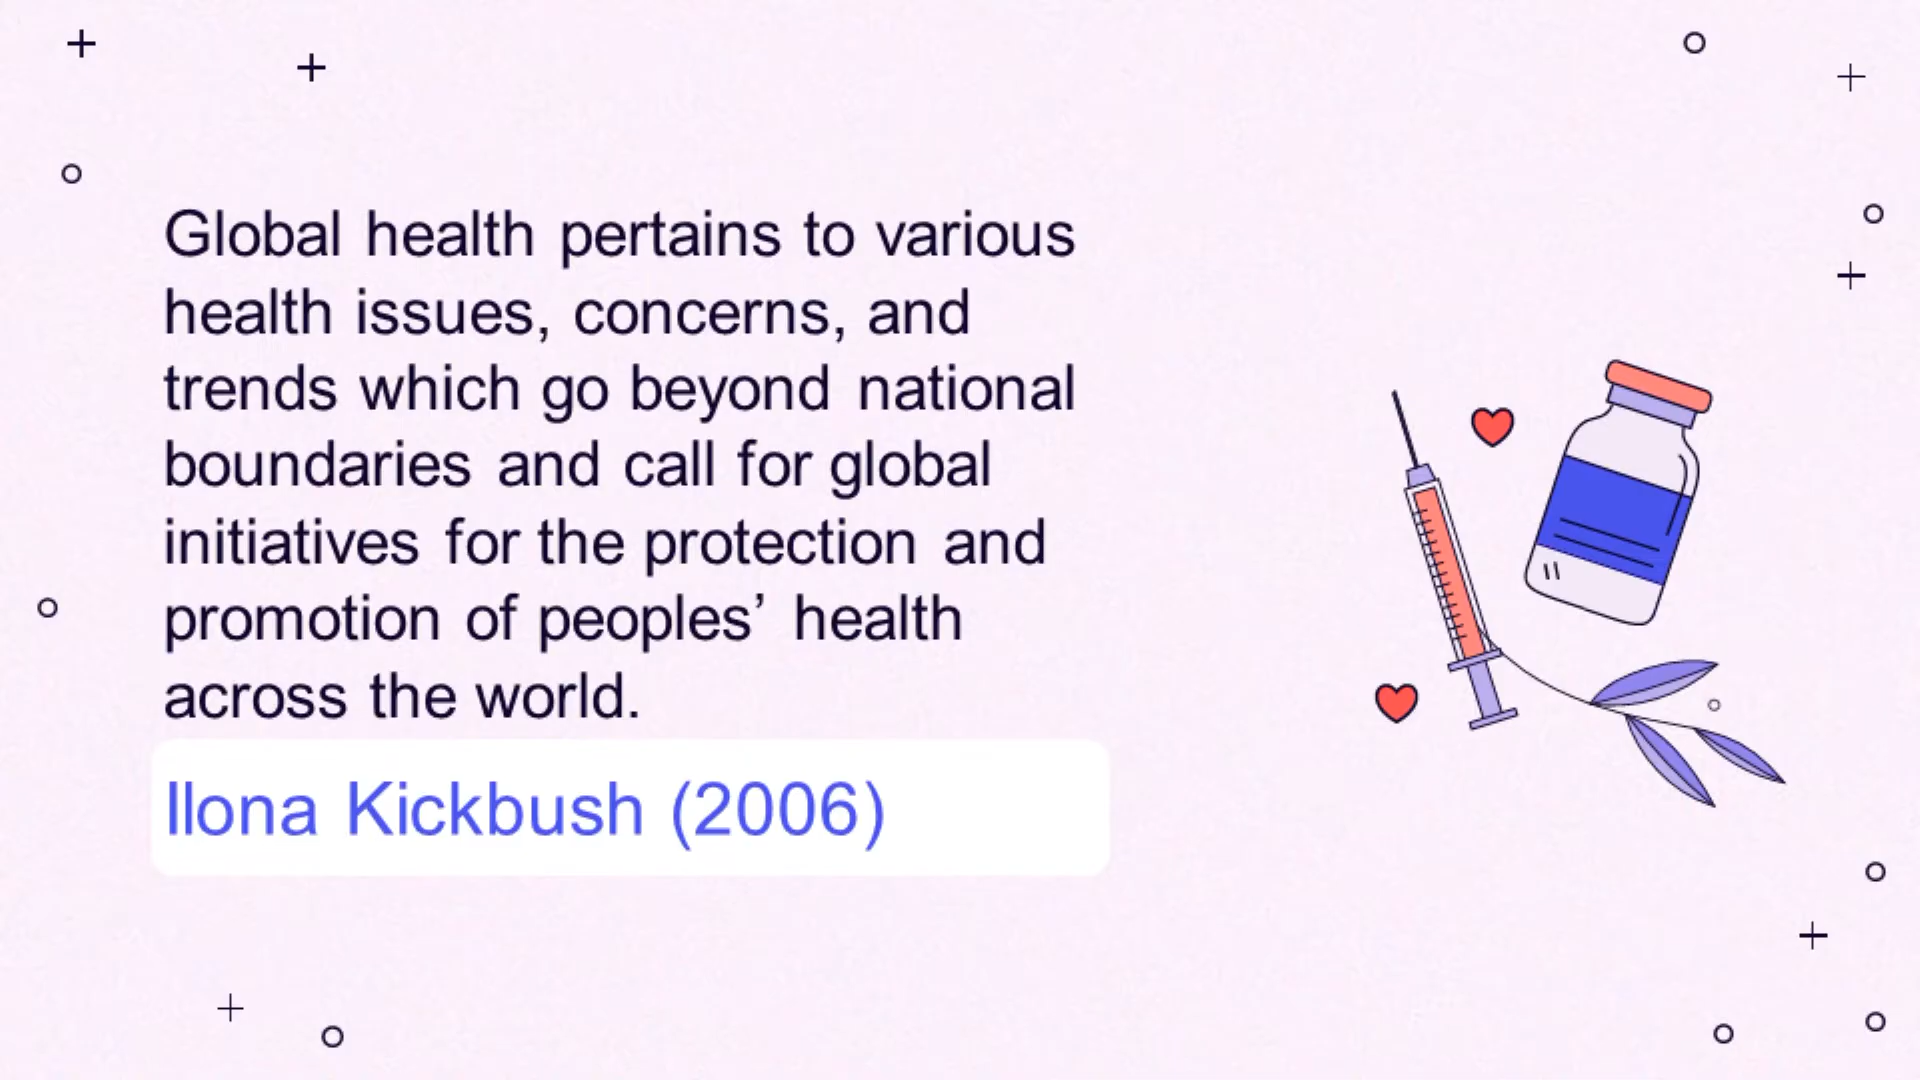 Global health pertains to various
health issues, concerns, and
trends which go beyond national
boundaries and call for global
initiatives for the protection and
promotion of peoples’ health
across the world.
Ilona Kickbush (2006)